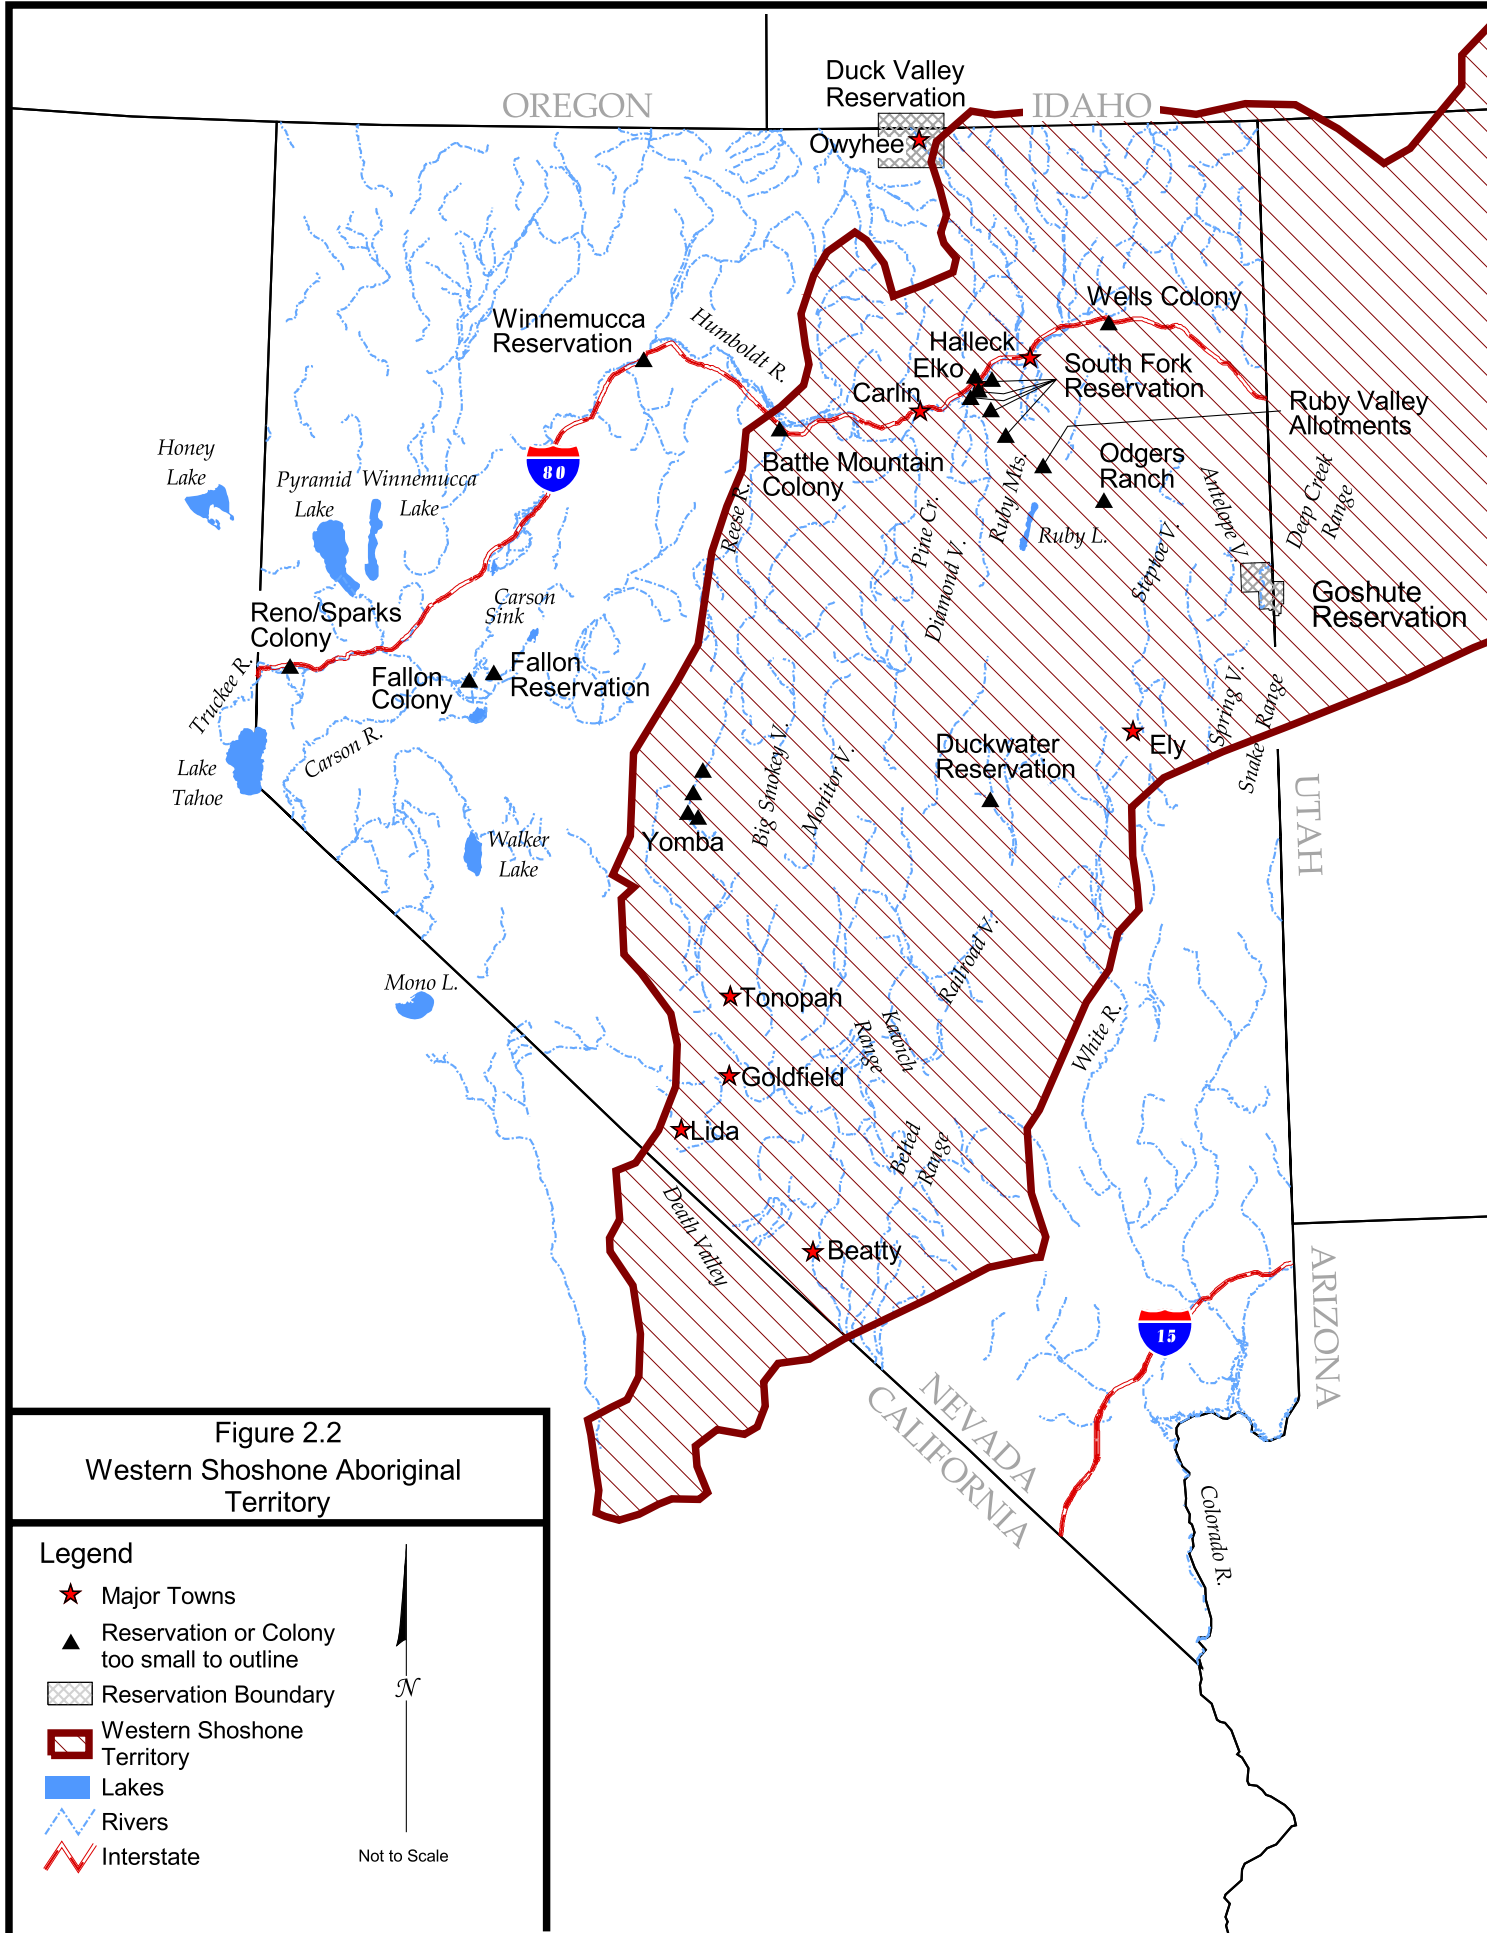 OREGON
IDAHO
Duck Valley
Reservation
Owyhee
Winnemucca
Reservation
Humboldt R.
Wells Colony
Halleck
Elko
Carlin
South Fork
Reservation
Ruby Valley
Allotments
Battle Mountain
Colony
Odgers
Ranch
Honey
Lake
Pyramid
Lake
Winnemucca
Lake
80
Reese R.
Pine Cr.
Diamond V.
Ruby Mts.
Ruby L.
Steptoe V.
Antelope V.
Deep Creek
Range
Goshute
Reservation
Carson
Sink
Reno/Sparks
Colony
Truckee R.
Fallon
Colony
Fallon
Reservation
Carson R.
Lake
Tahoe
Walker
Lake
Mono L.
Big Smokey V.
Monitor V.
Yomba
Duckwater
Reservation
Ely
Spring V.
Snake Range
UTAH
Railroad V.
Tonopah
Kawich
Range
White R.
Goldfield
Lida
Belted
Range
Death Valley
Beatty
ARIZONA
15
NEVADA
CALIFORNIA
Colorado R.
Figure 2.2
Western Shoshone Aboriginal
Territory
Legend
Major Towns
Reservation or Colony
too small to outline
Reservation Boundary
Western Shoshone
Territory
Lakes
Rivers
Interstate
N
Not to Scale